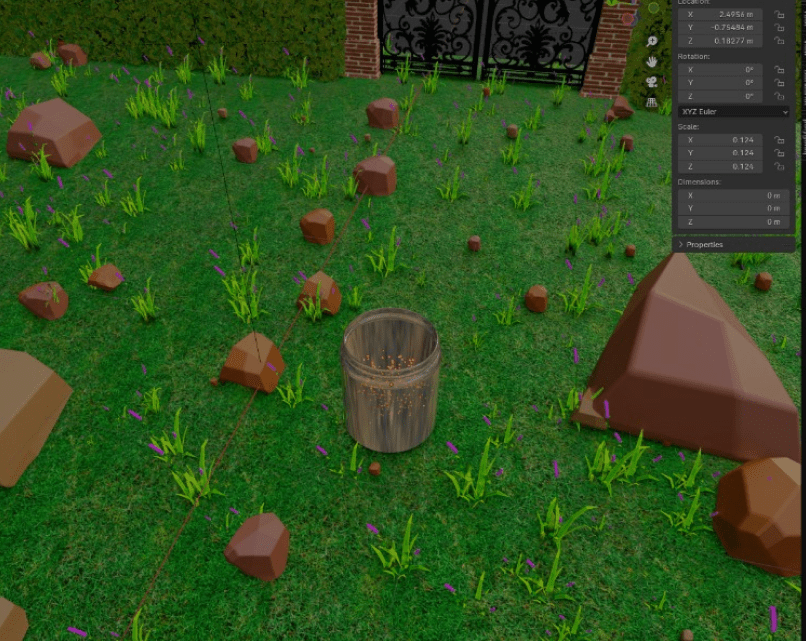 Location:
X 2.4956 m
Y -0.75484 m
Z 0.18277 m
Rotation:
X 0°
Y 0°
Z 0°
XYZ Euler
Scale:
X 0.124
Y 0.124
Z 0.124
Dimensions:
X 0 m
Y 0 m
Z 0 m
Properties